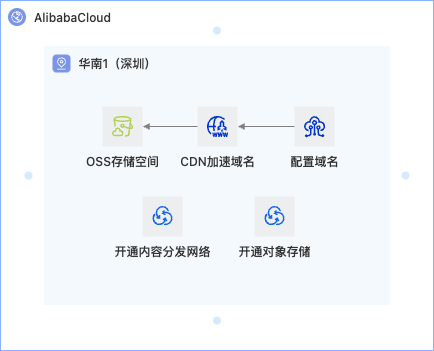 AlibabaCloud
华南1（深圳）
OSS存储空间
CDN加速域名
配置域名
开通内容分发网络
开通对象存储